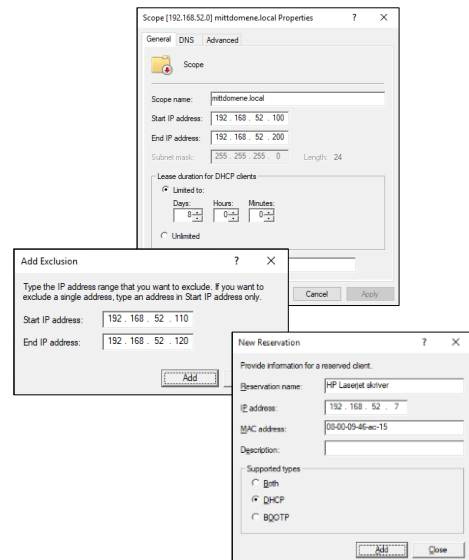 Scope [192.168.52.0] mittdomene.local Properties ? X
General DNS Advanced
Scope
Scope name: mittdomene.local
Start IP address: 192 . 168 . 52 . 100
End IP address: 192 . 168 . 52 . 200
Subnet mask: 255 . 255 . 255 . 0 Length: 24
Lease duration for DHCP clients
Limited to:
Days: Hours: Minutes:
8 0 0
Unlimited
Cancel Apply
Add Exclusion ? X
Type the IP address range that you want to exclude. If you want to
exclude a single address, type an address in Start IP address only.
Start IP address: 192 . 168 . 52 . 110
End IP address: 192 . 168 . 52 . 120
Add
New Reservation ? X
Provide information for a reserved client.
Reservation name: HP Laserjet skriver
IP address: 192 . 168 . 52 . 7
MAC address: 08-00-09-46-ac-15
Description:
Supported types
Both
DHCP
BOOTP
Add Close